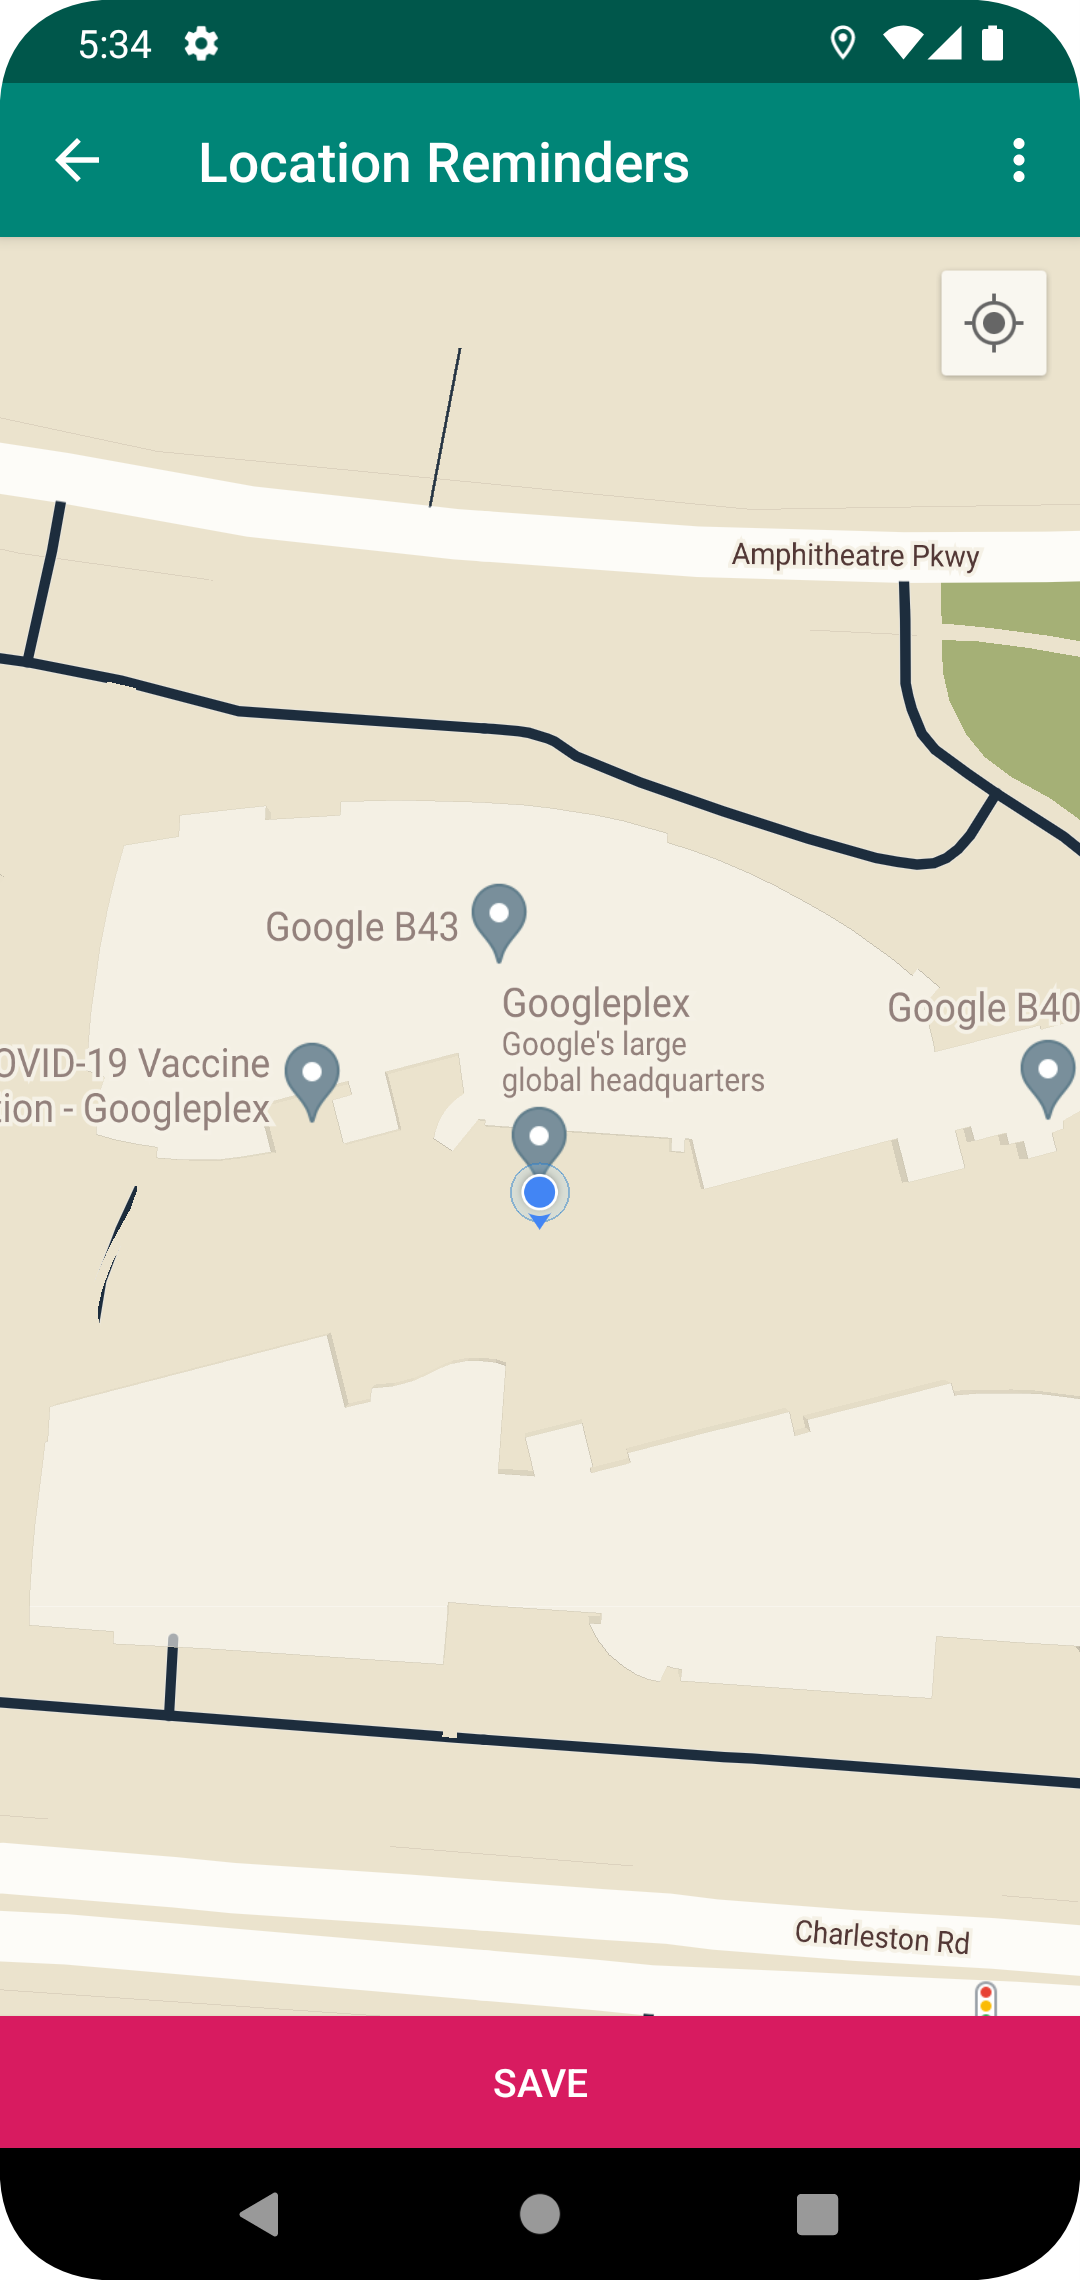 5:34
Location Reminders
Amphitheatre Pkwy
Google B43
Googleplex
Google's large
global headquarters
Google B40
OVID-19 Vaccine
tion - Googleplex
Charleston Rd
SAVE